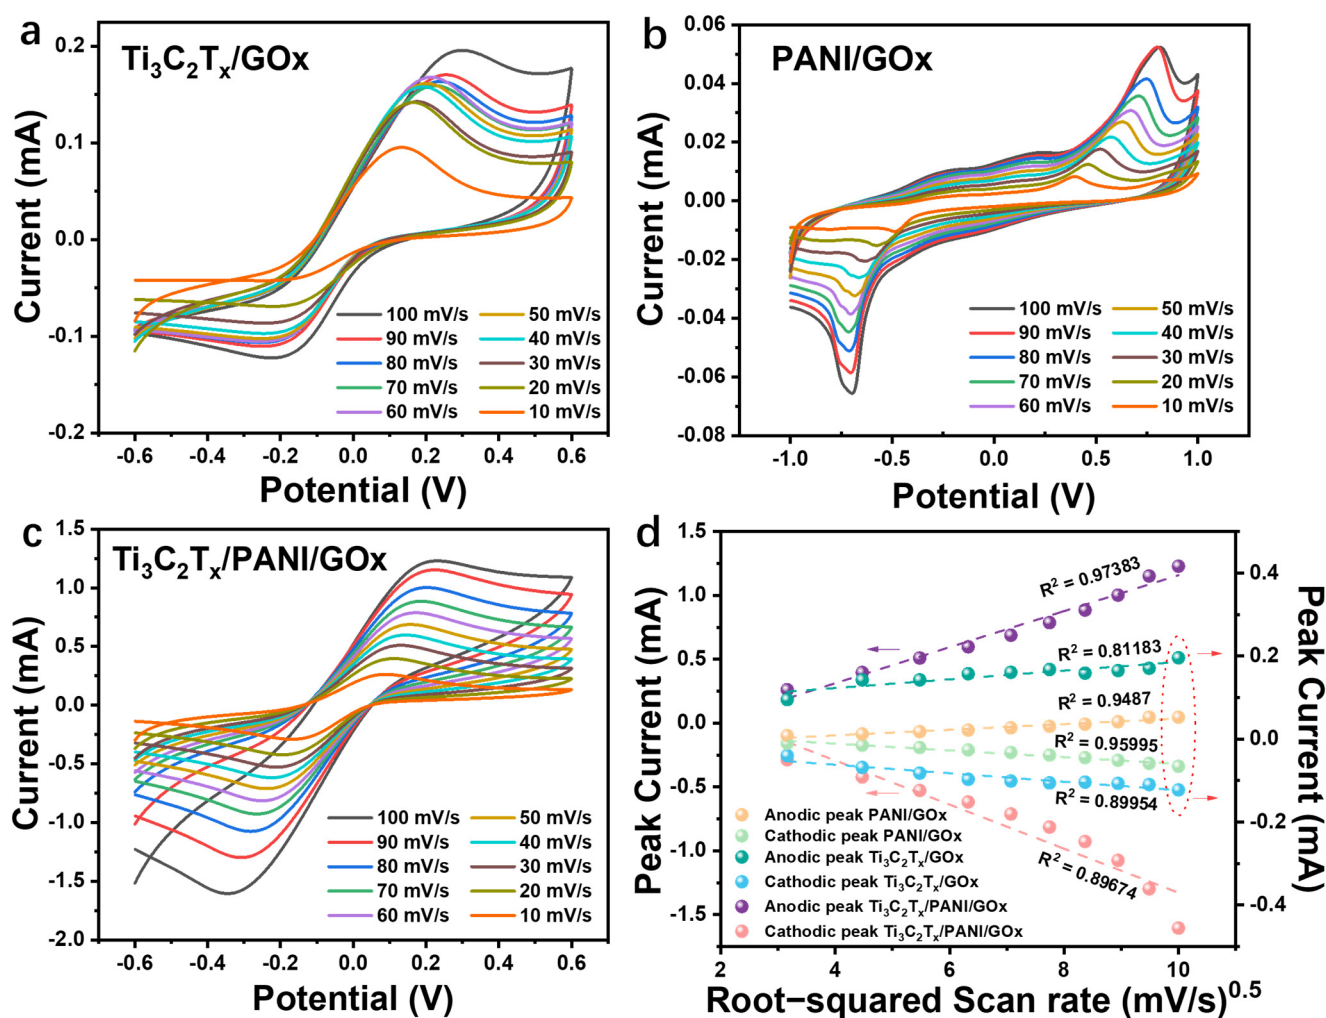 a
Ti₃C₂Tₓ/GOx
0.2
0.1
0.0
-0.1
-0.2
Current (mA)
100 mV/s 50 mV/s
90 mV/s 40 mV/s
80 mV/s 30 mV/s
70 mV/s 20 mV/s
60 mV/s 10 mV/s
-0.6 -0.4 -0.2 0.0 0.2 0.4 0.6
Potential (V)
b
PANI/GOx
0.06
0.04
0.02
0.00
-0.02
-0.04
-0.06
-0.08
Current (mA)
100 mV/s 50 mV/s
90 mV/s 40 mV/s
80 mV/s 30 mV/s
70 mV/s 20 mV/s
60 mV/s 10 mV/s
-1.0 -0.5 0.0 0.5 1.0
Potential (V)
c
Ti₃C₂Tₓ/PANI/GOx
1.5
1.0
0.5
0.0
-0.5
-1.0
-1.5
-2.0
Current (mA)
100 mV/s 50 mV/s
90 mV/s 40 mV/s
80 mV/s 30 mV/s
70 mV/s 20 mV/s
60 mV/s 10 mV/s
-0.6 -0.4 -0.2 0.0 0.2 0.4 0.6
Potential (V)
d
1.5
1.0
0.5
0.0
-0.5
-1.0
-1.5
Peak Current (mA)
R² = 0.97383
R² = 0.81183
R² = 0.9487
R² = 0.95995
R² = 0.89954
R² = 0.89674
Anodic peak PANI/GOx
Cathodic peak PANI/GOx
Anodic peak Ti₃C₂Tₓ/GOx
Cathodic peak Ti₃C₂Tₓ/GOx
Anodic peak Ti₃C₂Tₓ/PANI/GOx
Cathodic peak Ti₃C₂Tₓ/PANI/GOx
0.4
0.2
0.0
-0.2
-0.4
Peak Current (mA)
2 4 6 8 10
Root−squared Scan rate (mV/s)⁰·⁵